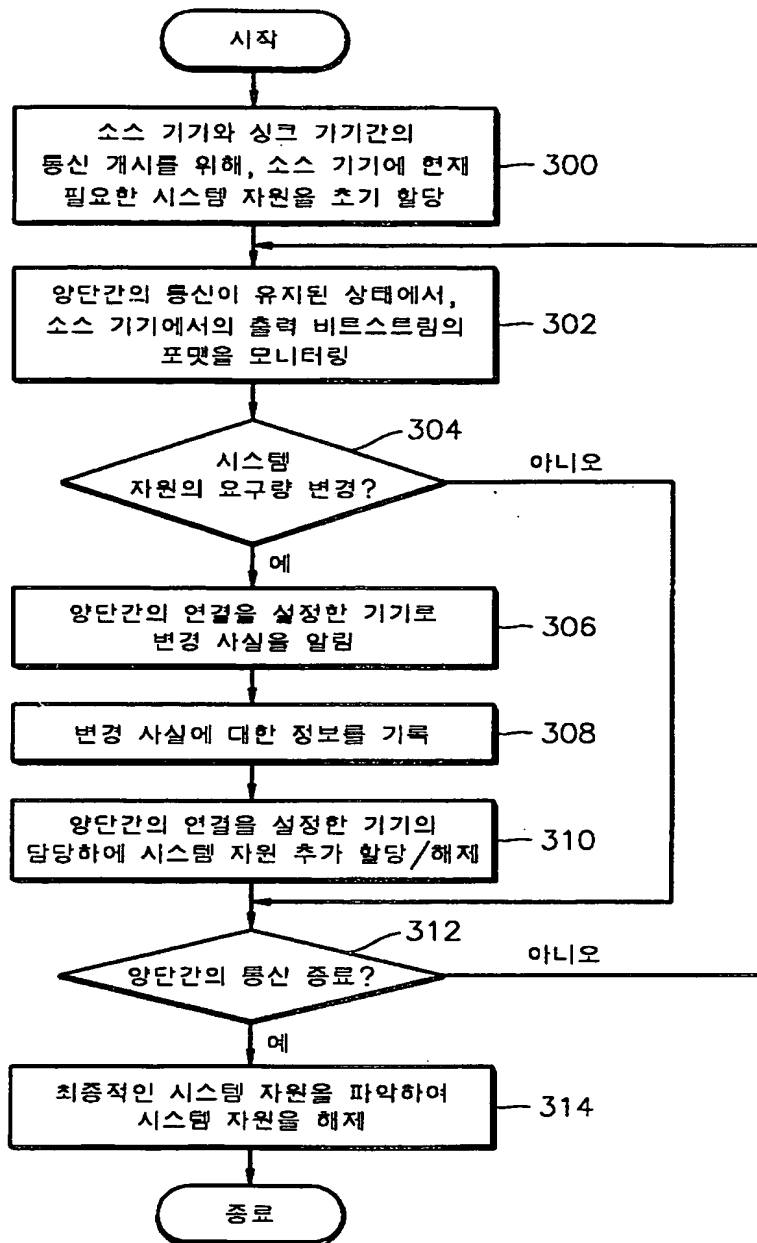 시작
소스 기기와 싱크 기기간의
통신 개시를 위해, 소스 기기에 현재
필요한 시스템 자원을 초기 할당
300
양단간의 통신이 유지된 상태에서,
소스 기기에서의 출력 비트스트림의
포맷을 모니터링
302
304
시스템
자원의 요구량 변경?
아니오
예
양단간의 연결을 설정한 기기로
변경 사실을 알림
306
변경 사실에 대한 정보를 기록
308
양단간의 연결을 설정한 기기의
담당하에 시스템 자원 추가 할당/해제
310
312
양단간의 통신 종료?
아니오
예
최종적인 시스템 자원을 파악하여
시스템 자원을 해제
314
종료